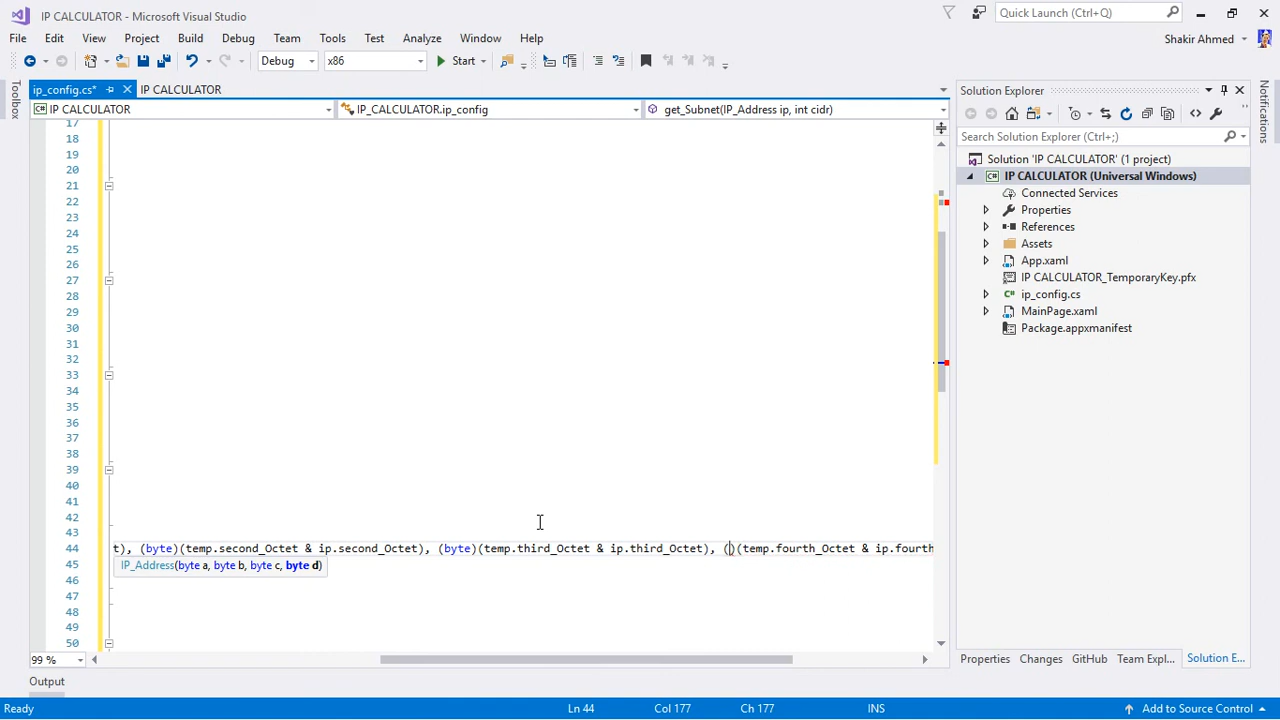 IP CALCULATOR - Microsoft Visual Studio
Quick Launch (Ctrl+Q)
File Edit View Project Build Debug Team Tools Test Analyze Window Help
Shakir Ahmed
Debug x86 Start
ip_config.cs* IP CALCULATOR
Toolbox
IP CALCULATOR IP_CALCULATOR.ip_config get_Subnet(IP_Address ip, int cidr)
17
18
19
20
21
22
23
24
25
26
27
28
29
30
31
32
33
34
35
36
37
38
39
40
41
42
43
44 t), (byte)(temp.second_Octet & ip.second_Octet), (byte)(temp.third_Octet & ip.third_Octet), ()(temp.fourth_Octet & ip.fourth
45 IP_Address(byte a, byte b, byte c, byte d)
46
47
48
49
50
99 %
Solution Explorer
Search Solution Explorer (Ctrl+;)
Solution 'IP CALCULATOR' (1 project)
IP CALCULATOR (Universal Windows)
Connected Services
Properties
References
Assets
App.xaml
IP CALCULATOR_TemporaryKey.pfx
ip_config.cs
MainPage.xaml
Package.appxmanifest
Notifications
Properties Changes GitHub Team Expl... Solution E...
Output
Ready Ln 44 Col 177 Ch 177 INS Add to Source Control